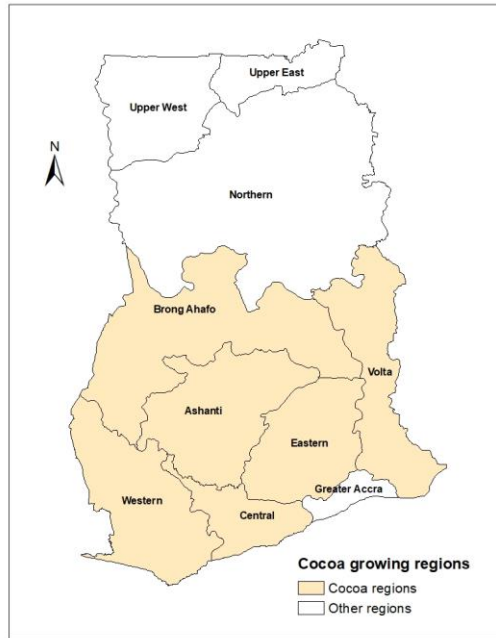 Upper East
Upper West
N
Northern
Brong Ahafo
Volta
Ashanti
Eastern
Greater Accra
Western
Central
Cocoa growing regions
Cocoa regions
Other regions